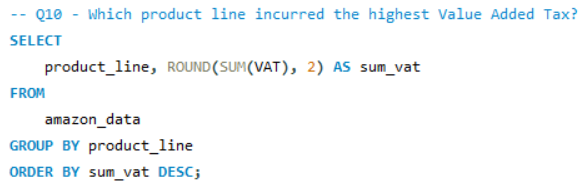 -- Q10 - Which product line incurred the highest Value Added Tax?
SELECT
    product_line, ROUND(SUM(VAT), 2) AS sum_vat
FROM
    amazon_data
GROUP BY product_line
ORDER BY sum_vat DESC;